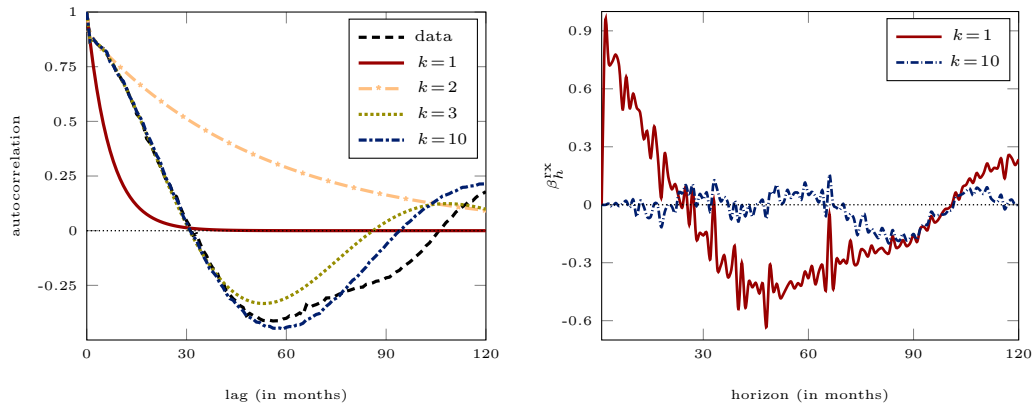 autocorrelation
1
0.75
0.5
0.25
0
-0.25
0
30
60
90
120
lag (in months)
data
k = 1
k = 2
k = 3
k = 10
β_h^rx
0.9
0.6
0.3
0
-0.3
-0.6
30
60
90
120
horizon (in months)
k = 1
k = 10